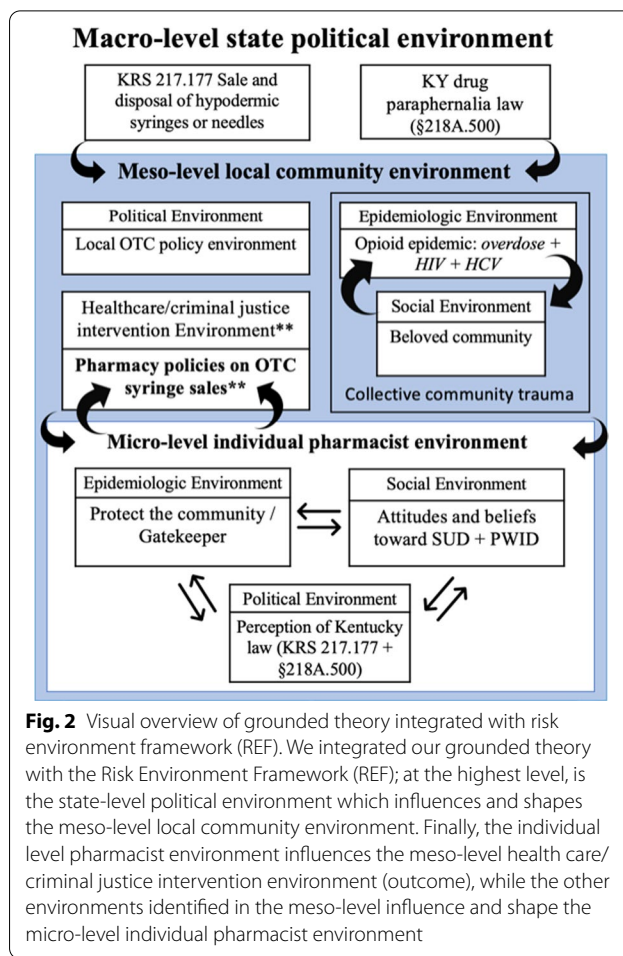 Macro-level state political environment
KRS 217.177 Sale and
disposal of hypodermic
syringes or needles
KY drug
paraphernalia law
(§218A.500)
Meso-level local community environment
Political Environment
Local OTC policy environment
Epidemiologic Environment
Opioid epidemic: overdose +
HIV + HCV
Healthcare/criminal justice
intervention Environment**
Pharmacy policies on OTC
syringe sales**
Social Environment
Beloved community
Collective community trauma
Micro-level individual pharmacist environment
Epidemiologic Environment
Protect the community /
Gatekeeper
Social Environment
Attitudes and beliefs
toward SUD + PWID
Political Environment
Perception of Kentucky
law (KRS 217.177 +
§218A.500)
Fig. 2 Visual overview of grounded theory integrated with risk
environment framework (REF). We integrated our grounded theory
with the Risk Environment Framework (REF); at the highest level, is
the state-level political environment which influences and shapes
the meso-level local community environment. Finally, the individual
level pharmacist environment influences the meso-level health care/
criminal justice intervention environment (outcome), while the other
environments identified in the meso-level influence and shape the
micro-level individual pharmacist environment